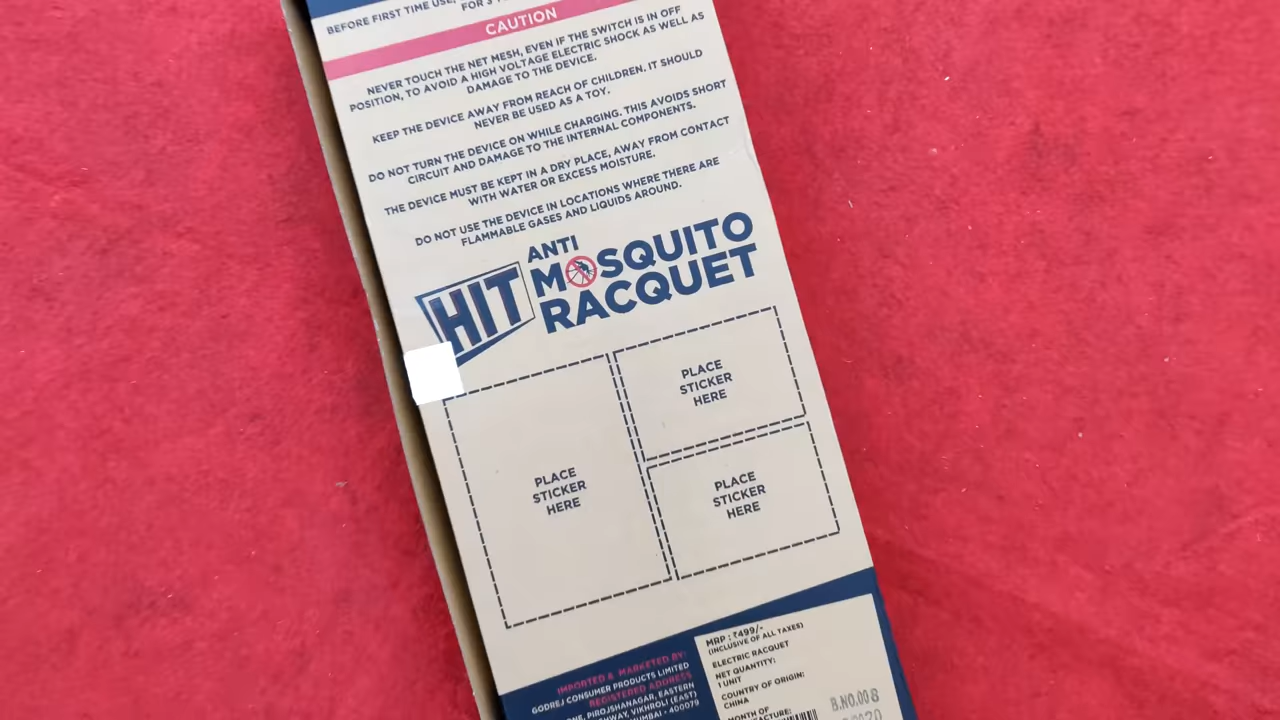 BEFORE FIRST TIME USE,
FOR
CAUTION
NEVER TOUCH THE NET MESH, EVEN IF THE SWITCH IS IN OFF
POSITION, TO AVOID A HIGH VOLTAGE ELECTRIC SHOCK AS WELL AS
DAMAGE TO THE DEVICE.
KEEP THE DEVICE AWAY FROM REACH OF CHILDREN. IT SHOULD
NEVER BE USED AS A TOY.
DO NOT TURN THE DEVICE ON WHILE CHARGING. THIS AVOIDS SHORT
CIRCUIT AND DAMAGE TO THE INTERNAL COMPONENTS.
THE DEVICE MUST BE KEPT IN A DRY PLACE, AWAY FROM CONTACT
WITH WATER OR EXCESS MOISTURE.
DO NOT USE THE DEVICE IN LOCATIONS WHERE THERE ARE
FLAMMABLE GASES AND LIQUIDS AROUND.
HIT
ANTI
MOSQUITO
RACQUET
PLACE
STICKER
HERE
PLACE
STICKER
HERE
PLACE
STICKER
HERE
IMPORTED & MARKETED BY:
GODREJ CONSUMER PRODUCTS LIMITED
REGISTERED ADDRESS
PIROJSHANAGAR, EASTERN
VIKHROLI (EAST)
- 400079
MRP : ₹499/-
(INCLUSIVE OF ALL TAXES)
ELECTRIC RACQUET
NET QUANTITY:
1 UNIT
COUNTRY OF ORIGIN:
CHINA
MONTH OF
B.NO.008